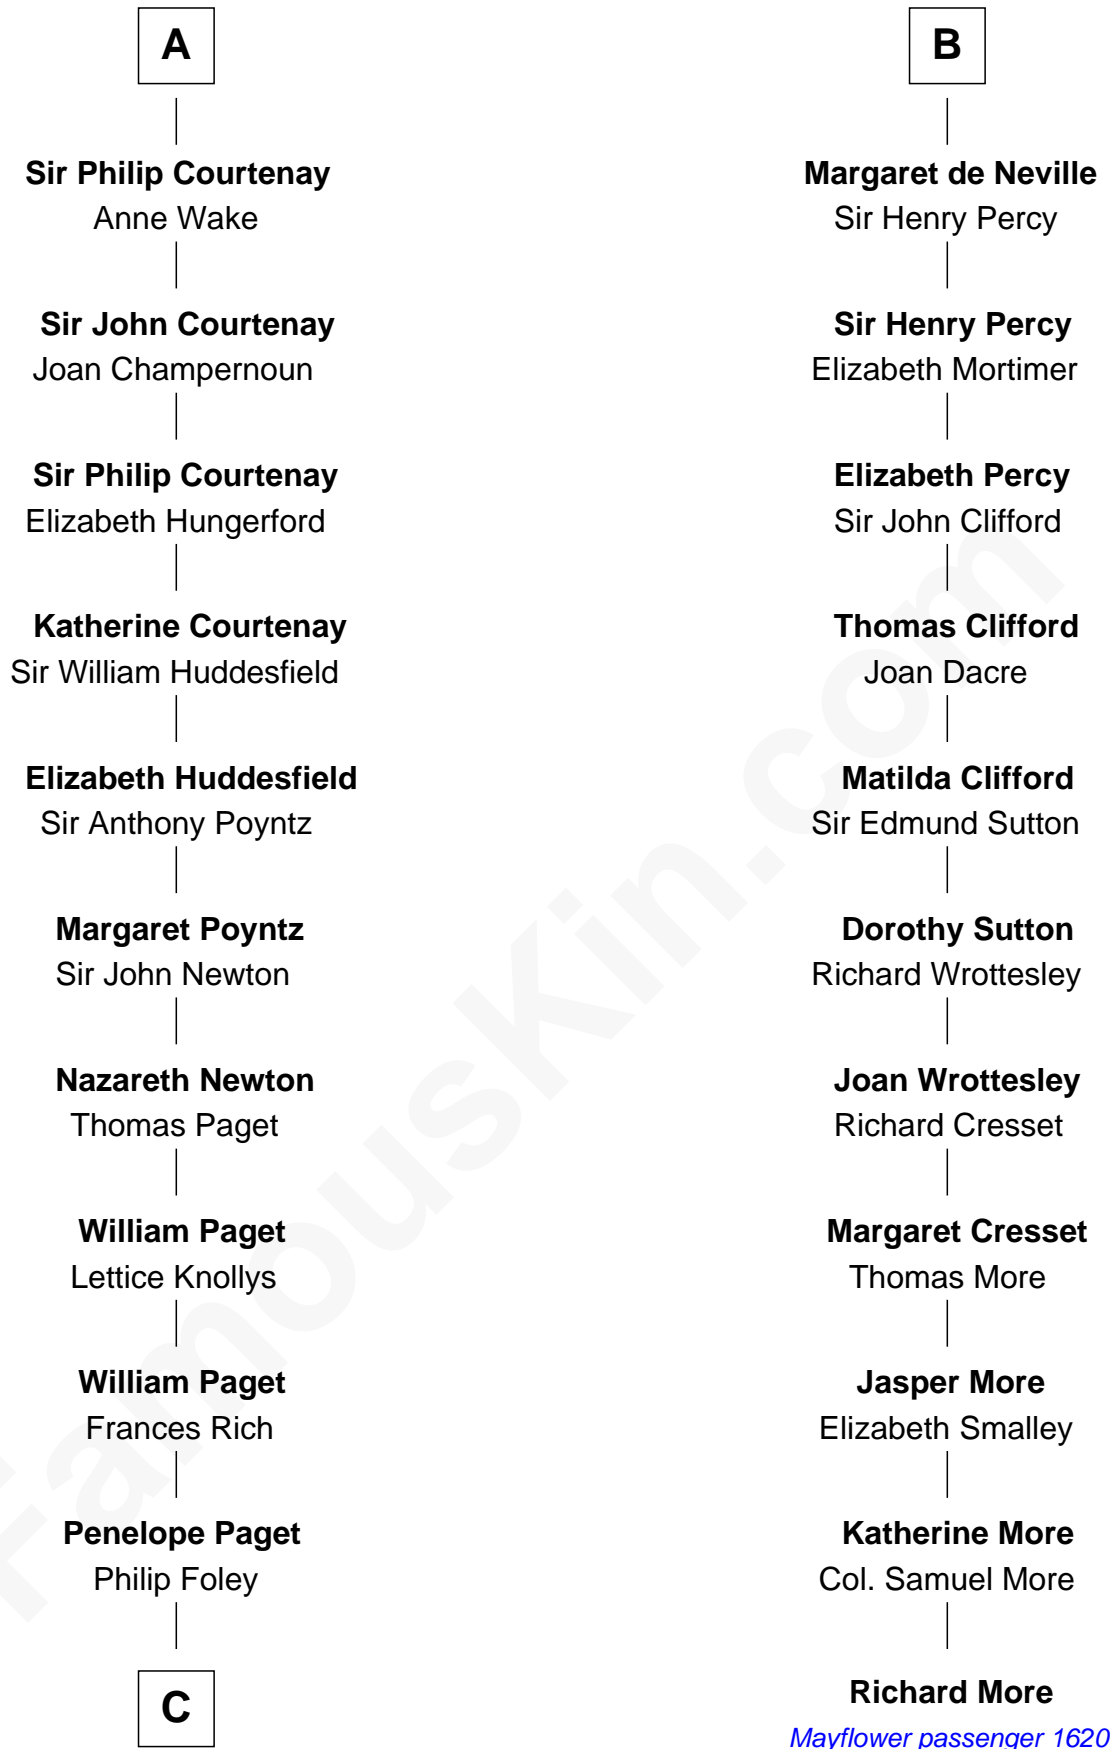 A
Sir Philip Courtenay
Anne Wake
Sir John Courtenay
Joan Champernoun
Sir Philip Courtenay
Elizabeth Hungerford
Katherine Courtenay
Sir William Huddesfield
Elizabeth Huddesfield
Sir Anthony Poyntz
Margaret Poyntz
Sir John Newton
Nazareth Newton
Thomas Paget
William Paget
Lettice Knollys
William Paget
Frances Rich
Penelope Paget
Philip Foley
C
B
Margaret de Neville
Sir Henry Percy
Sir Henry Percy
Elizabeth Mortimer
Elizabeth Percy
Sir John Clifford
Thomas Clifford
Joan Dacre
Matilda Clifford
Sir Edmund Sutton
Dorothy Sutton
Richard Wrottesley
Joan Wrottesley
Richard Cresset
Margaret Cresset
Thomas More
Jasper More
Elizabeth Smalley
Katherine More
Col. Samuel More
Richard More
Mayflower passenger 1620
FamousKin.com